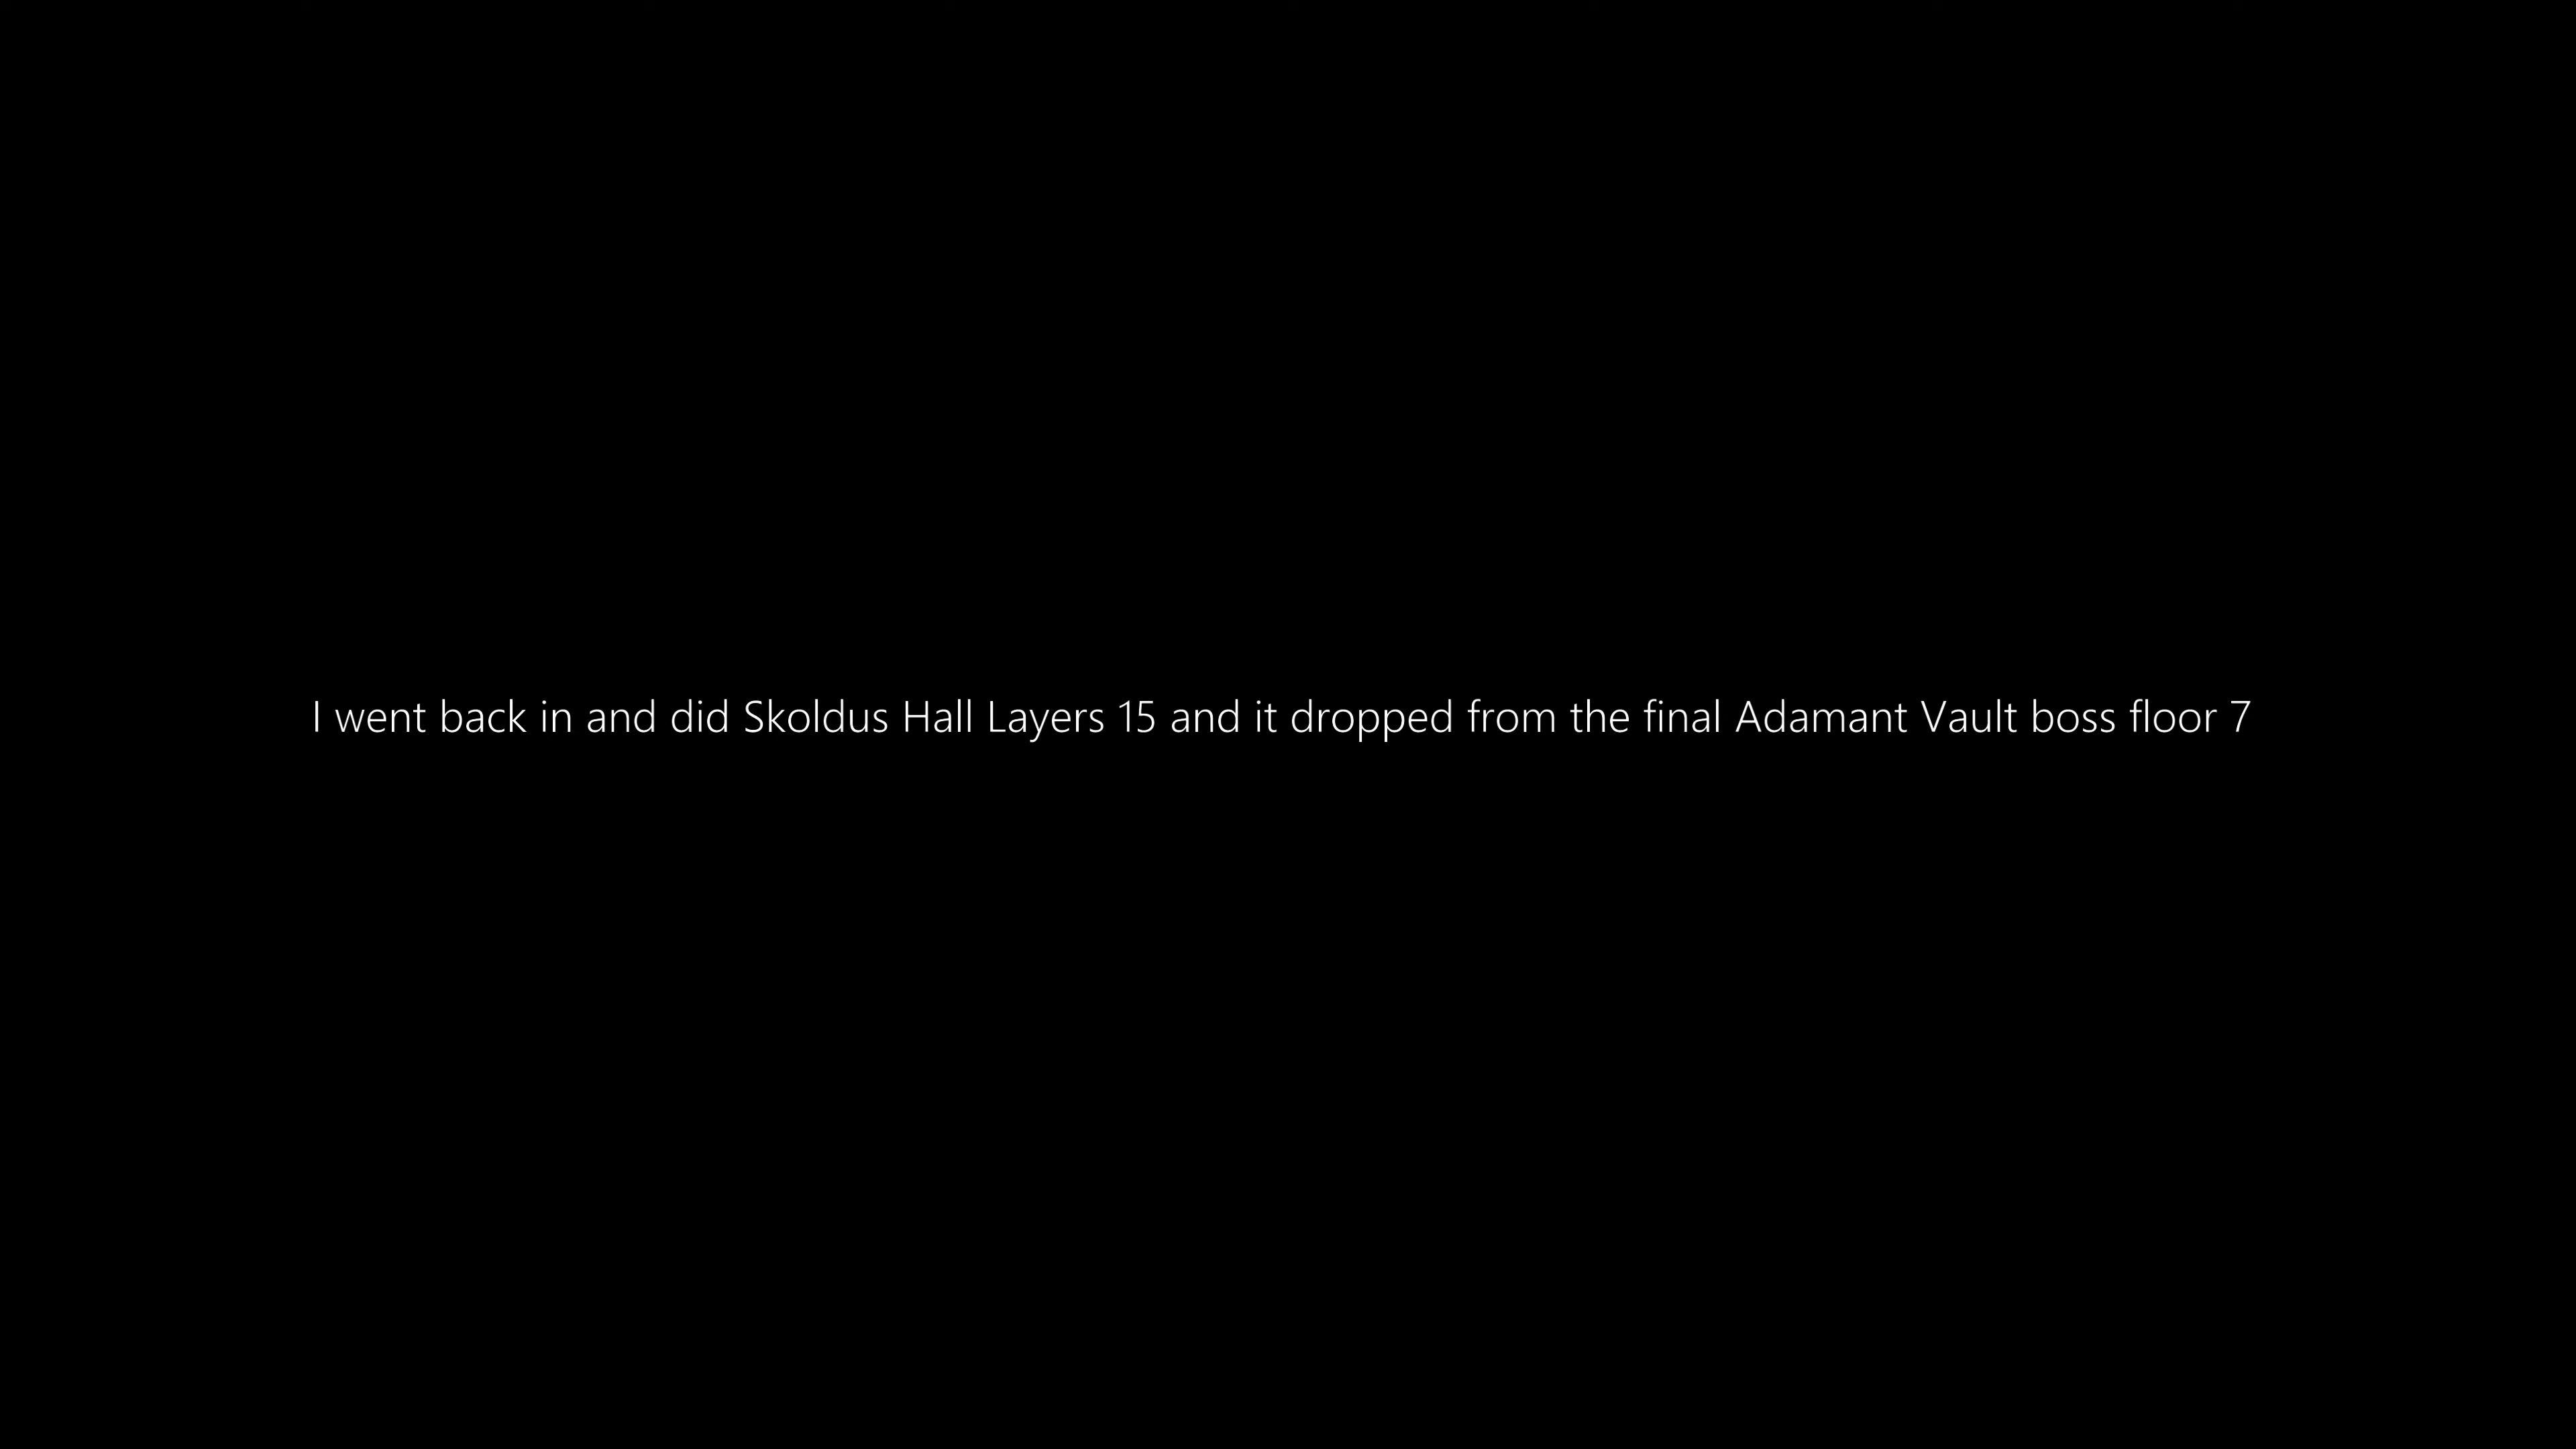 I went back in and did Skoldus Hall Layers 15 and it dropped from the final Adamant Vault boss floor 7